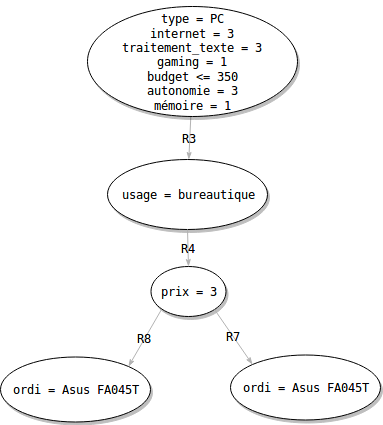 type = PC
internet = 3
traitement_texte = 3
gaming = 1
budget <= 350
autonomie = 3
mémoire = 1
R3
usage = bureautique
R4
prix = 3
R8
R7
ordi = Asus FA045T
ordi = Asus FA045T